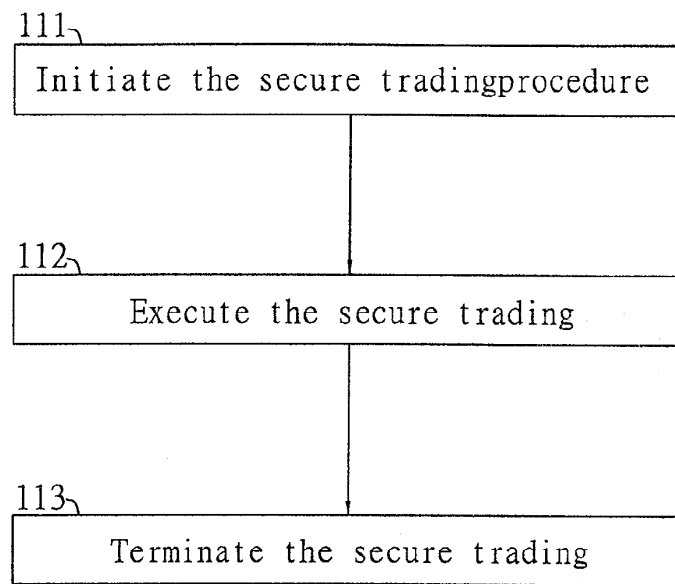 111
Initiate the secure tradingprocedure
112
Execute the secure trading
113
Terminate the secure trading